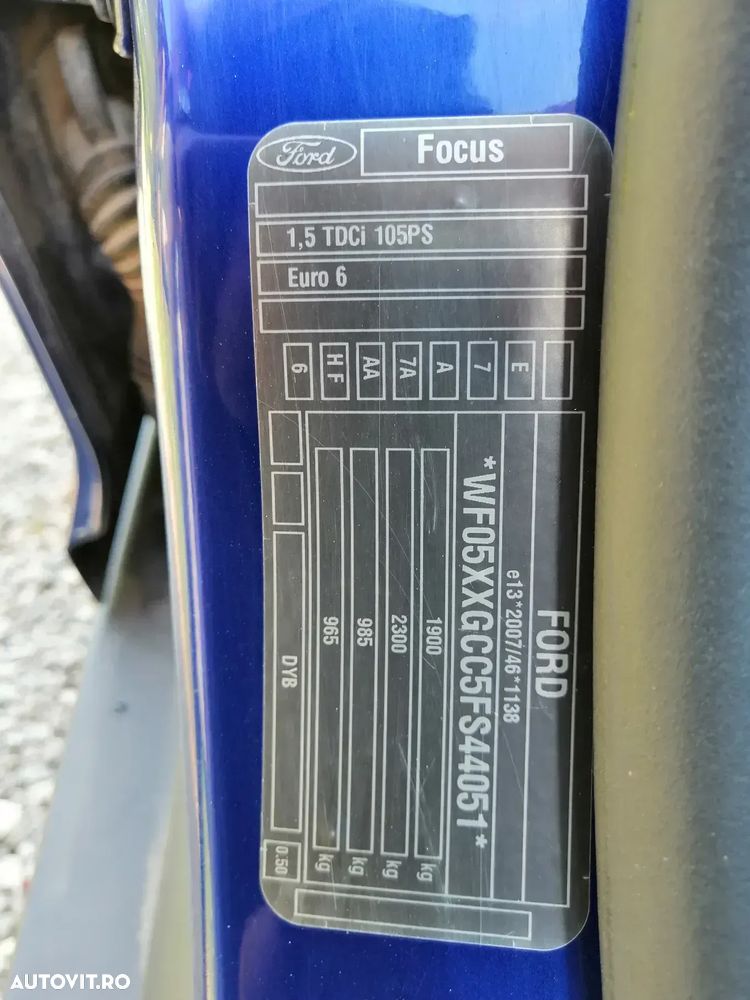 Ford
Focus
1,5 TDCi 105PS
Euro 6
6
HF
AA
7A
A
7
E
FORD
e13*2007/46*1138
*WF05XXGCC5FS44051*
1900 kg
2300 kg
985 kg
965 kg
DYB
0.50
AUTOVIT.RO